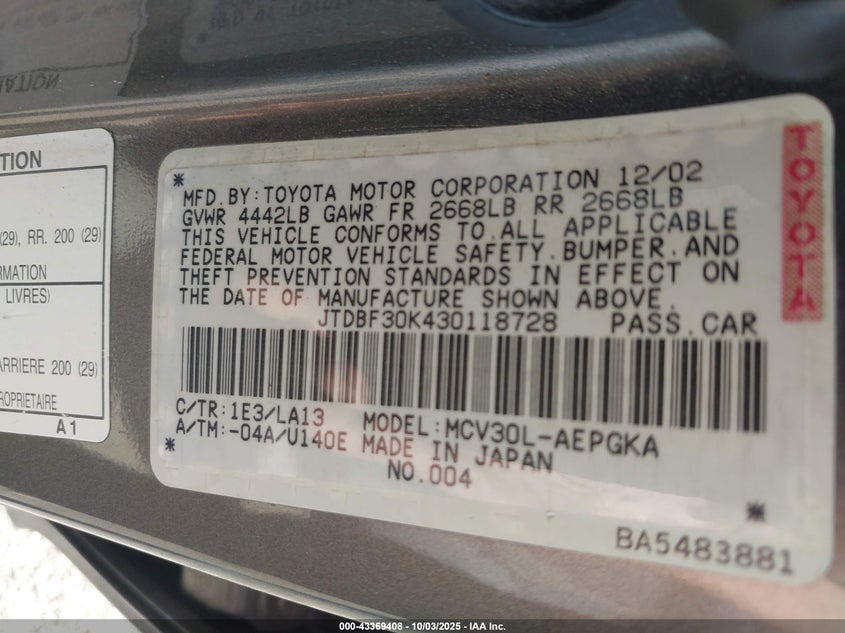 TION
(29), RR. 200 (29)
RMATION
LIVRES)
ARRIERE 200 (29)
PROPRIETAIRE
A1
MFD.BY:TOYOTA MOTOR CORPORATION 12/02
GVWR 4442LB GAWR FR 2668LB RR 2668LB
THIS VEHICLE CONFORMS TO ALL APPLICABLE
FEDERAL MOTOR VEHICLE SAFETY.BUMPER.AND
THEFT PREVENTION STANDARDS IN EFFECT ON
THE DATE OF MANUFACTURE SHOWN ABOVE.
JTDBF30K430118728 PASS.CAR
C/TR:1E3/LA13 MODEL:MCV30L-AEPGKA
A/TM:-04A/U140E MADE IN JAPAN
NO.004
BA5483881
TOYOTA
000-43369408 - 10/03/2025 - IAA Inc.